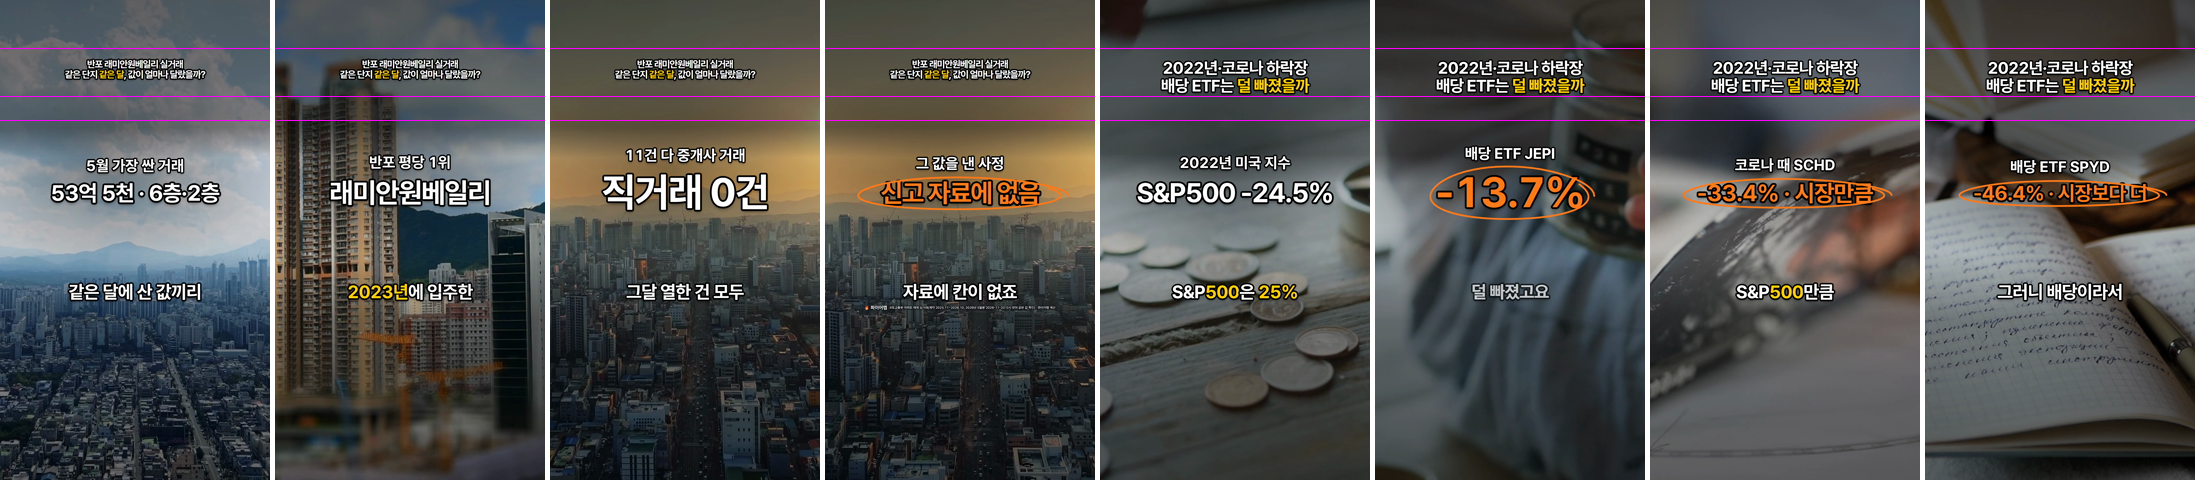 반포 래미안원베일리 실거래
같은 단지 같은 달, 값이 얼마나 달랐을까?
5월 가장 싼 거래
53억 5천 · 6층·2층
같은 달에 산 값끼리
반포 래미안원베일리 실거래
같은 단지 같은 달, 값이 얼마나 달랐을까?
반포 평당 1위
래미안원베일리
2023년에 입주한
반포 래미안원베일리 실거래
같은 단지 같은 달, 값이 얼마나 달랐을까?
11건 다 중개사 거래
직거래 0건
그달 열한 건 모두
반포 래미안원베일리 실거래
같은 단지 같은 달, 값이 얼마나 달랐을까?
그 값을 낸 사정
신고 자료에 없음
자료에 칸이 없죠
2022년·코로나 하락장
배당 ETF는 덜 빠졌을까
2022년 미국 지수
S&P500 -24.5%
S&P500은 25%
2022년·코로나 하락장
배당 ETF는 덜 빠졌을까
배당 ETF JEPI
-13.7%
덜 빠졌고요
2022년·코로나 하락장
배당 ETF는 덜 빠졌을까
코로나 때 SCHD
-33.4% · 시장만큼
S&P500만큼
2022년·코로나 하락장
배당 ETF는 덜 빠졌을까
배당 ETF SPYD
-46.4% · 시장보다 더
그러니 배당이라서